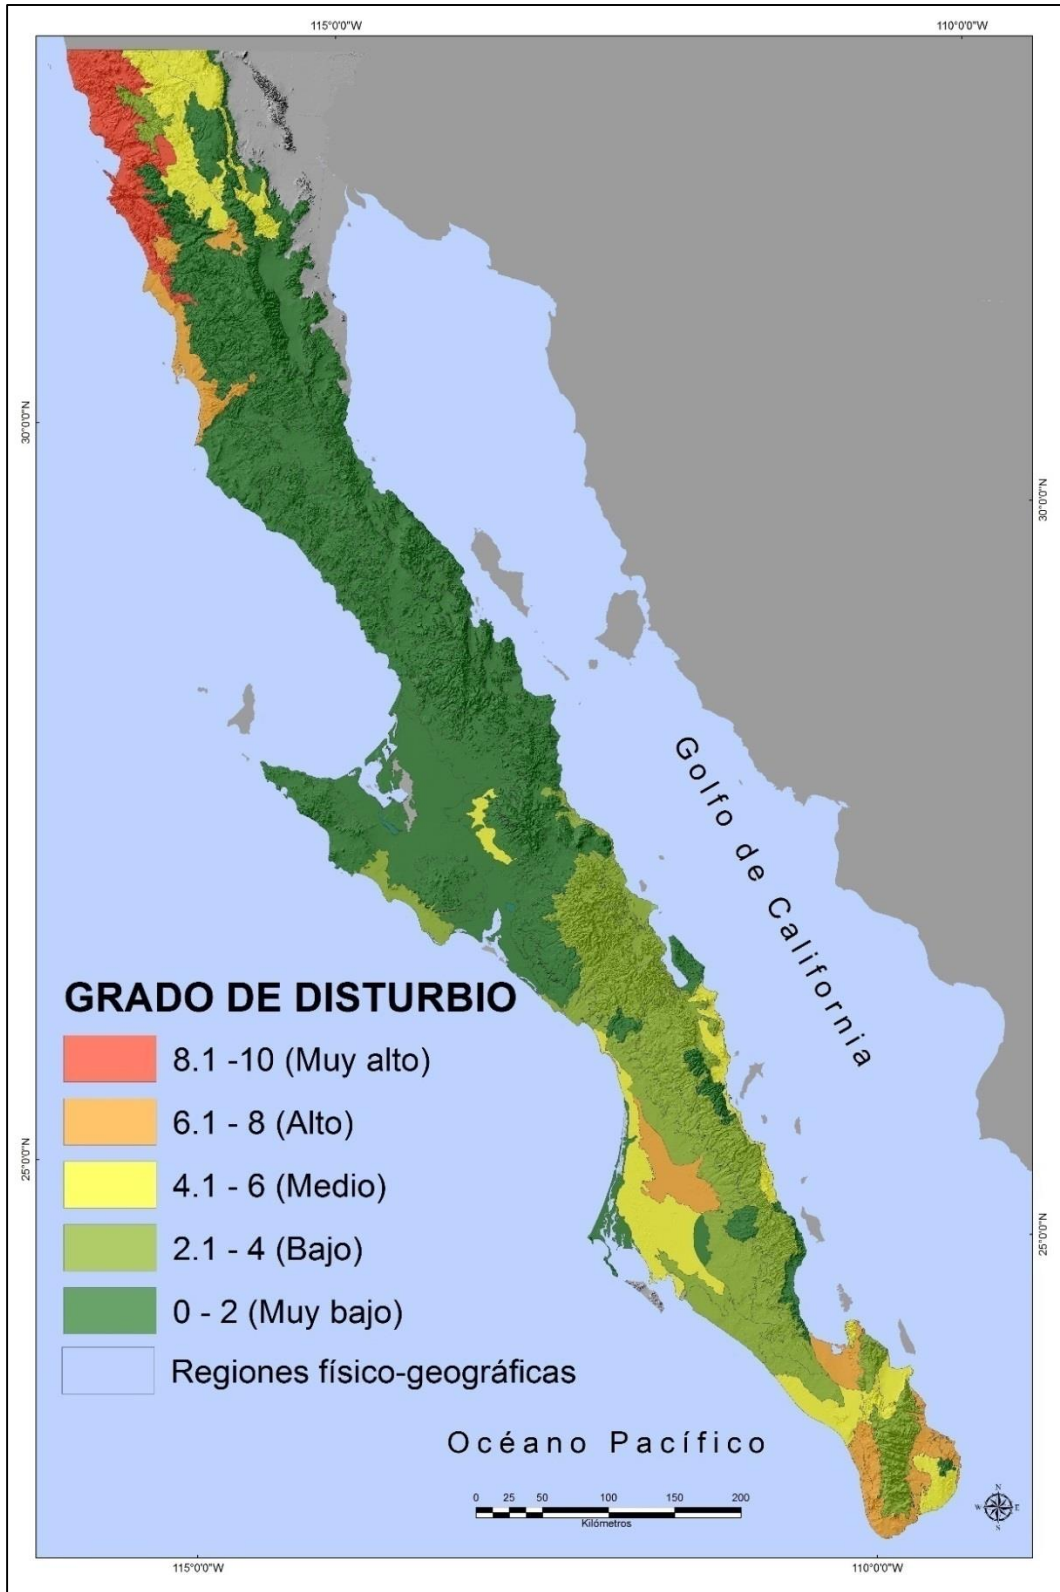 115°0'0"W
110°0'0"W
30°0'0"N
30°0'0"N
Golfo de California
GRADO DE DISTURBIO
8.1 -10 (Muy alto)
6.1 - 8 (Alto)
4.1 - 6 (Medio)
2.1 - 4 (Bajo)
0 - 2 (Muy bajo)
Regiones físico-geográficas
25°0'0"N
25°0'0"N
Océano Pacífico
0 25 50 100 150 200
Kilómetros
N
W E
S
115°0'0"W
110°0'0"W